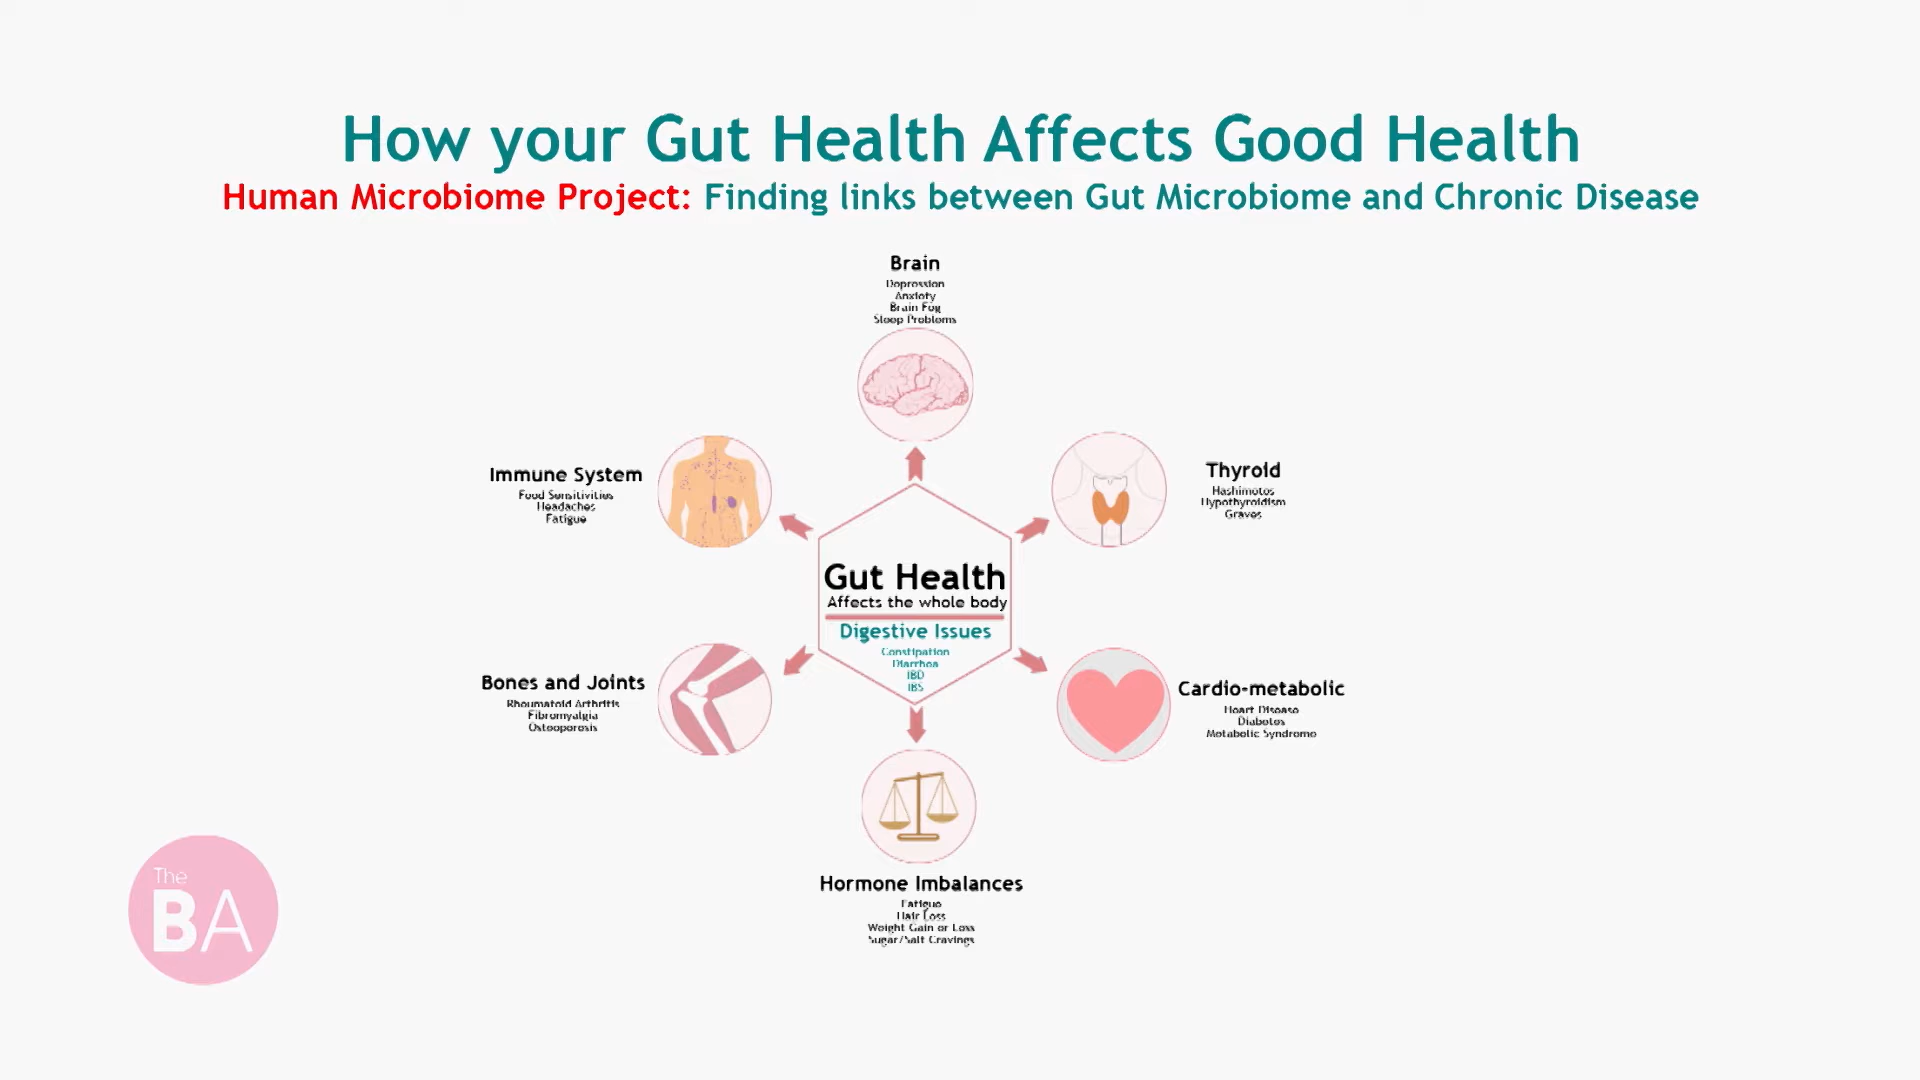 How your Gut Health Affects Good Health
Human Microbiome Project: Finding links between Gut Microbiome and Chronic Disease
Brain
Depression
Anxiety
Brain Fog
Sleep Problems
Immune System
Food Sensitivities
Headaches
Fatigue
Thyroid
Hashimotos
Hypothyroidism
Graves
Gut Health
Affects the whole body
Digestive Issues
Constipation
Diarrhea
IBD
IBS
Bones and Joints
Rheumatoid Arthritis
Fibromyalgia
Osteoporosis
Cardio-metabolic
Heart Disease
Diabetes
Metabolic Syndrome
Hormone Imbalances
Fatigue
Hair Loss
Weight Gain or Loss
Sugar/Salt Cravings
The
BA